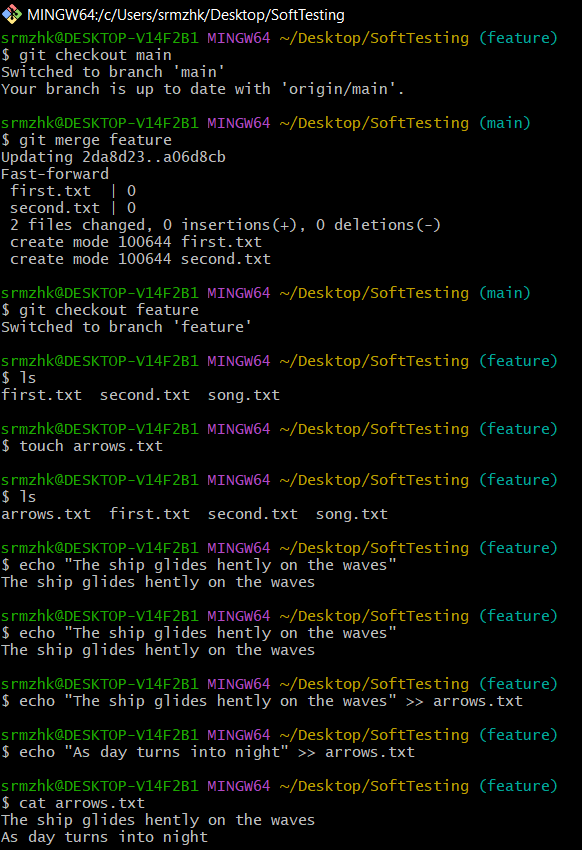 MINGW64:/c/Users/srmzhk/Desktop/SoftTesting
srmzhk@DESKTOP-V14F2B1 MINGW64 ~/Desktop/SoftTesting (feature)
$ git checkout main
Switched to branch 'main'
Your branch is up to date with 'origin/main'.
srmzhk@DESKTOP-V14F2B1 MINGW64 ~/Desktop/SoftTesting (main)
$ git merge feature
Updating 2da8d23..a06d8cb
Fast-forward
 first.txt  | 0
 second.txt | 0
 2 files changed, 0 insertions(+), 0 deletions(-)
 create mode 100644 first.txt
 create mode 100644 second.txt
srmzhk@DESKTOP-V14F2B1 MINGW64 ~/Desktop/SoftTesting (main)
$ git checkout feature
Switched to branch 'feature'
srmzhk@DESKTOP-V14F2B1 MINGW64 ~/Desktop/SoftTesting (feature)
$ ls
first.txt  second.txt  song.txt
srmzhk@DESKTOP-V14F2B1 MINGW64 ~/Desktop/SoftTesting (feature)
$ touch arrows.txt
srmzhk@DESKTOP-V14F2B1 MINGW64 ~/Desktop/SoftTesting (feature)
$ ls
arrows.txt  first.txt  second.txt  song.txt
srmzhk@DESKTOP-V14F2B1 MINGW64 ~/Desktop/SoftTesting (feature)
$ echo "The ship glides hently on the waves"
The ship glides hently on the waves
srmzhk@DESKTOP-V14F2B1 MINGW64 ~/Desktop/SoftTesting (feature)
$ echo "The ship glides hently on the waves"
The ship glides hently on the waves
srmzhk@DESKTOP-V14F2B1 MINGW64 ~/Desktop/SoftTesting (feature)
$ echo "The ship glides hently on the waves" >> arrows.txt
srmzhk@DESKTOP-V14F2B1 MINGW64 ~/Desktop/SoftTesting (feature)
$ echo "As day turns into night" >> arrows.txt
srmzhk@DESKTOP-V14F2B1 MINGW64 ~/Desktop/SoftTesting (feature)
$ cat arrows.txt
The ship glides hently on the waves
As day turns into night